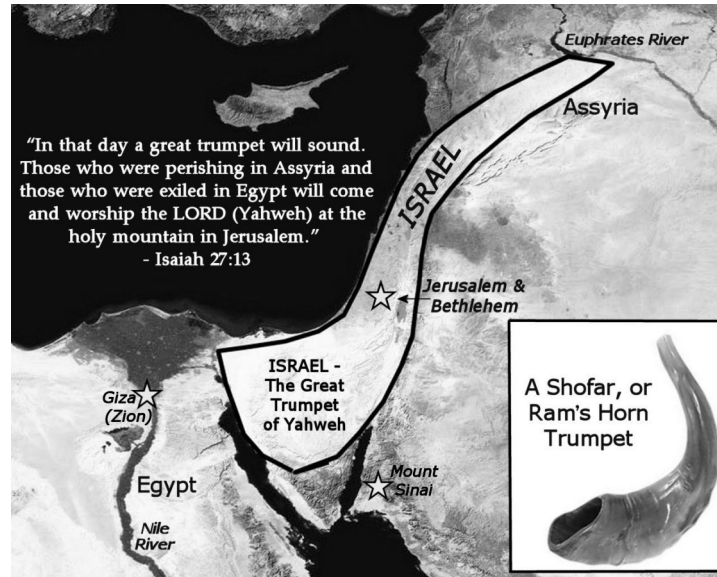 Euphrates River
Assyria
“In that day a great trumpet will sound.
Those who were perishing in Assyria and
those who were exiled in Egypt will come
and worship the LORD (Yahweh) at the
holy mountain in Jerusalem.”
- Isaiah 27:13
ISRAEL
Jerusalem &
Bethlehem
ISRAEL -
The Great
Trumpet
of Yahweh
Giza
(Zion)
Egypt
Nile
River
Mount
Sinai
A Shofar, or
Ram's Horn
Trumpet